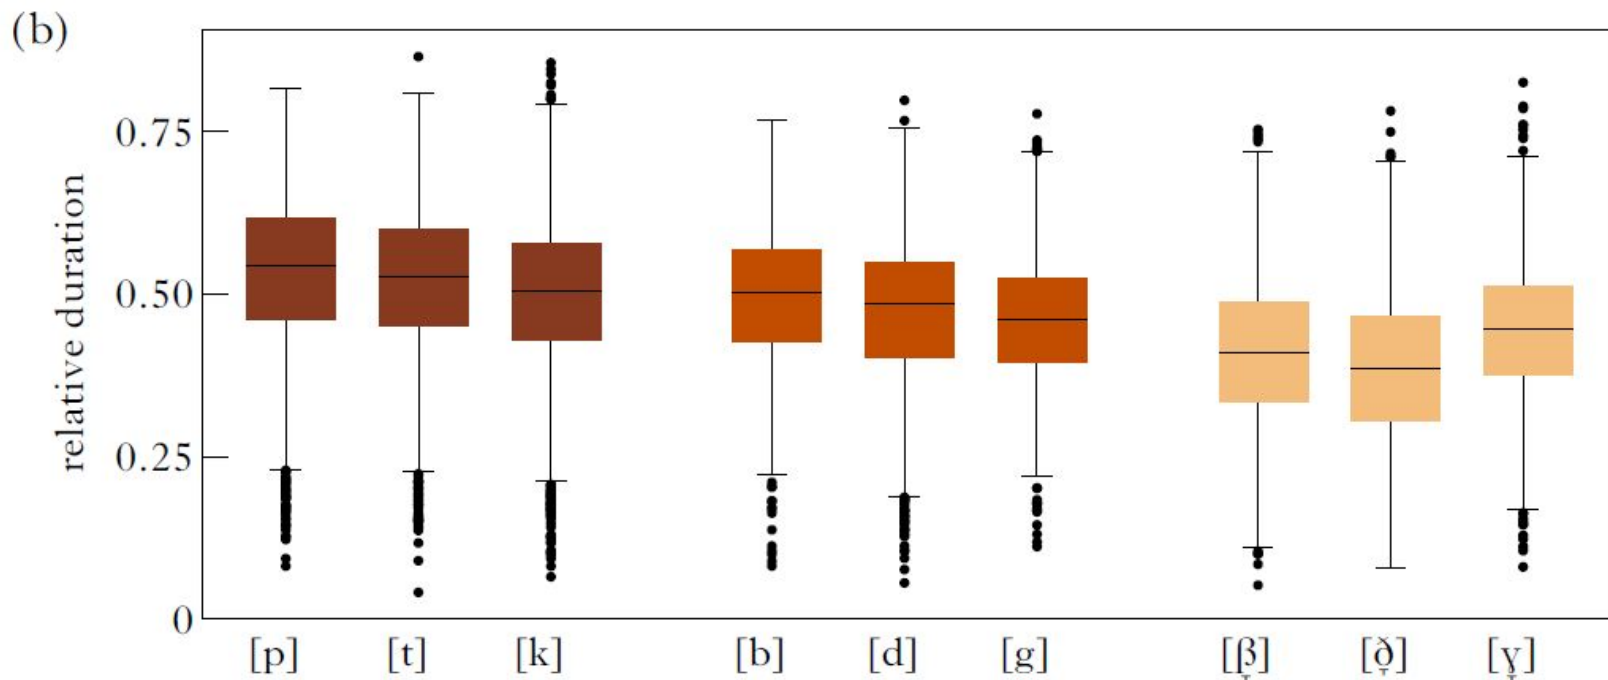 (b)
relative duration
0.75
0.50
0.25
0
[p] [t] [k] [b] [d] [g] [β̞] [ð̞] [ɣ̞]